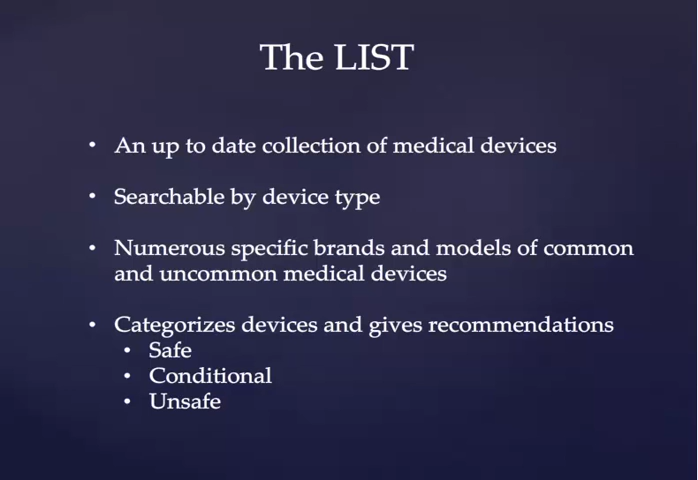 The LIST
• An up to date collection of medical devices
• Searchable by device type
• Numerous specific brands and models of common
and uncommon medical devices
• Categorizes devices and gives recommendations
• Safe
• Conditional
• Unsafe